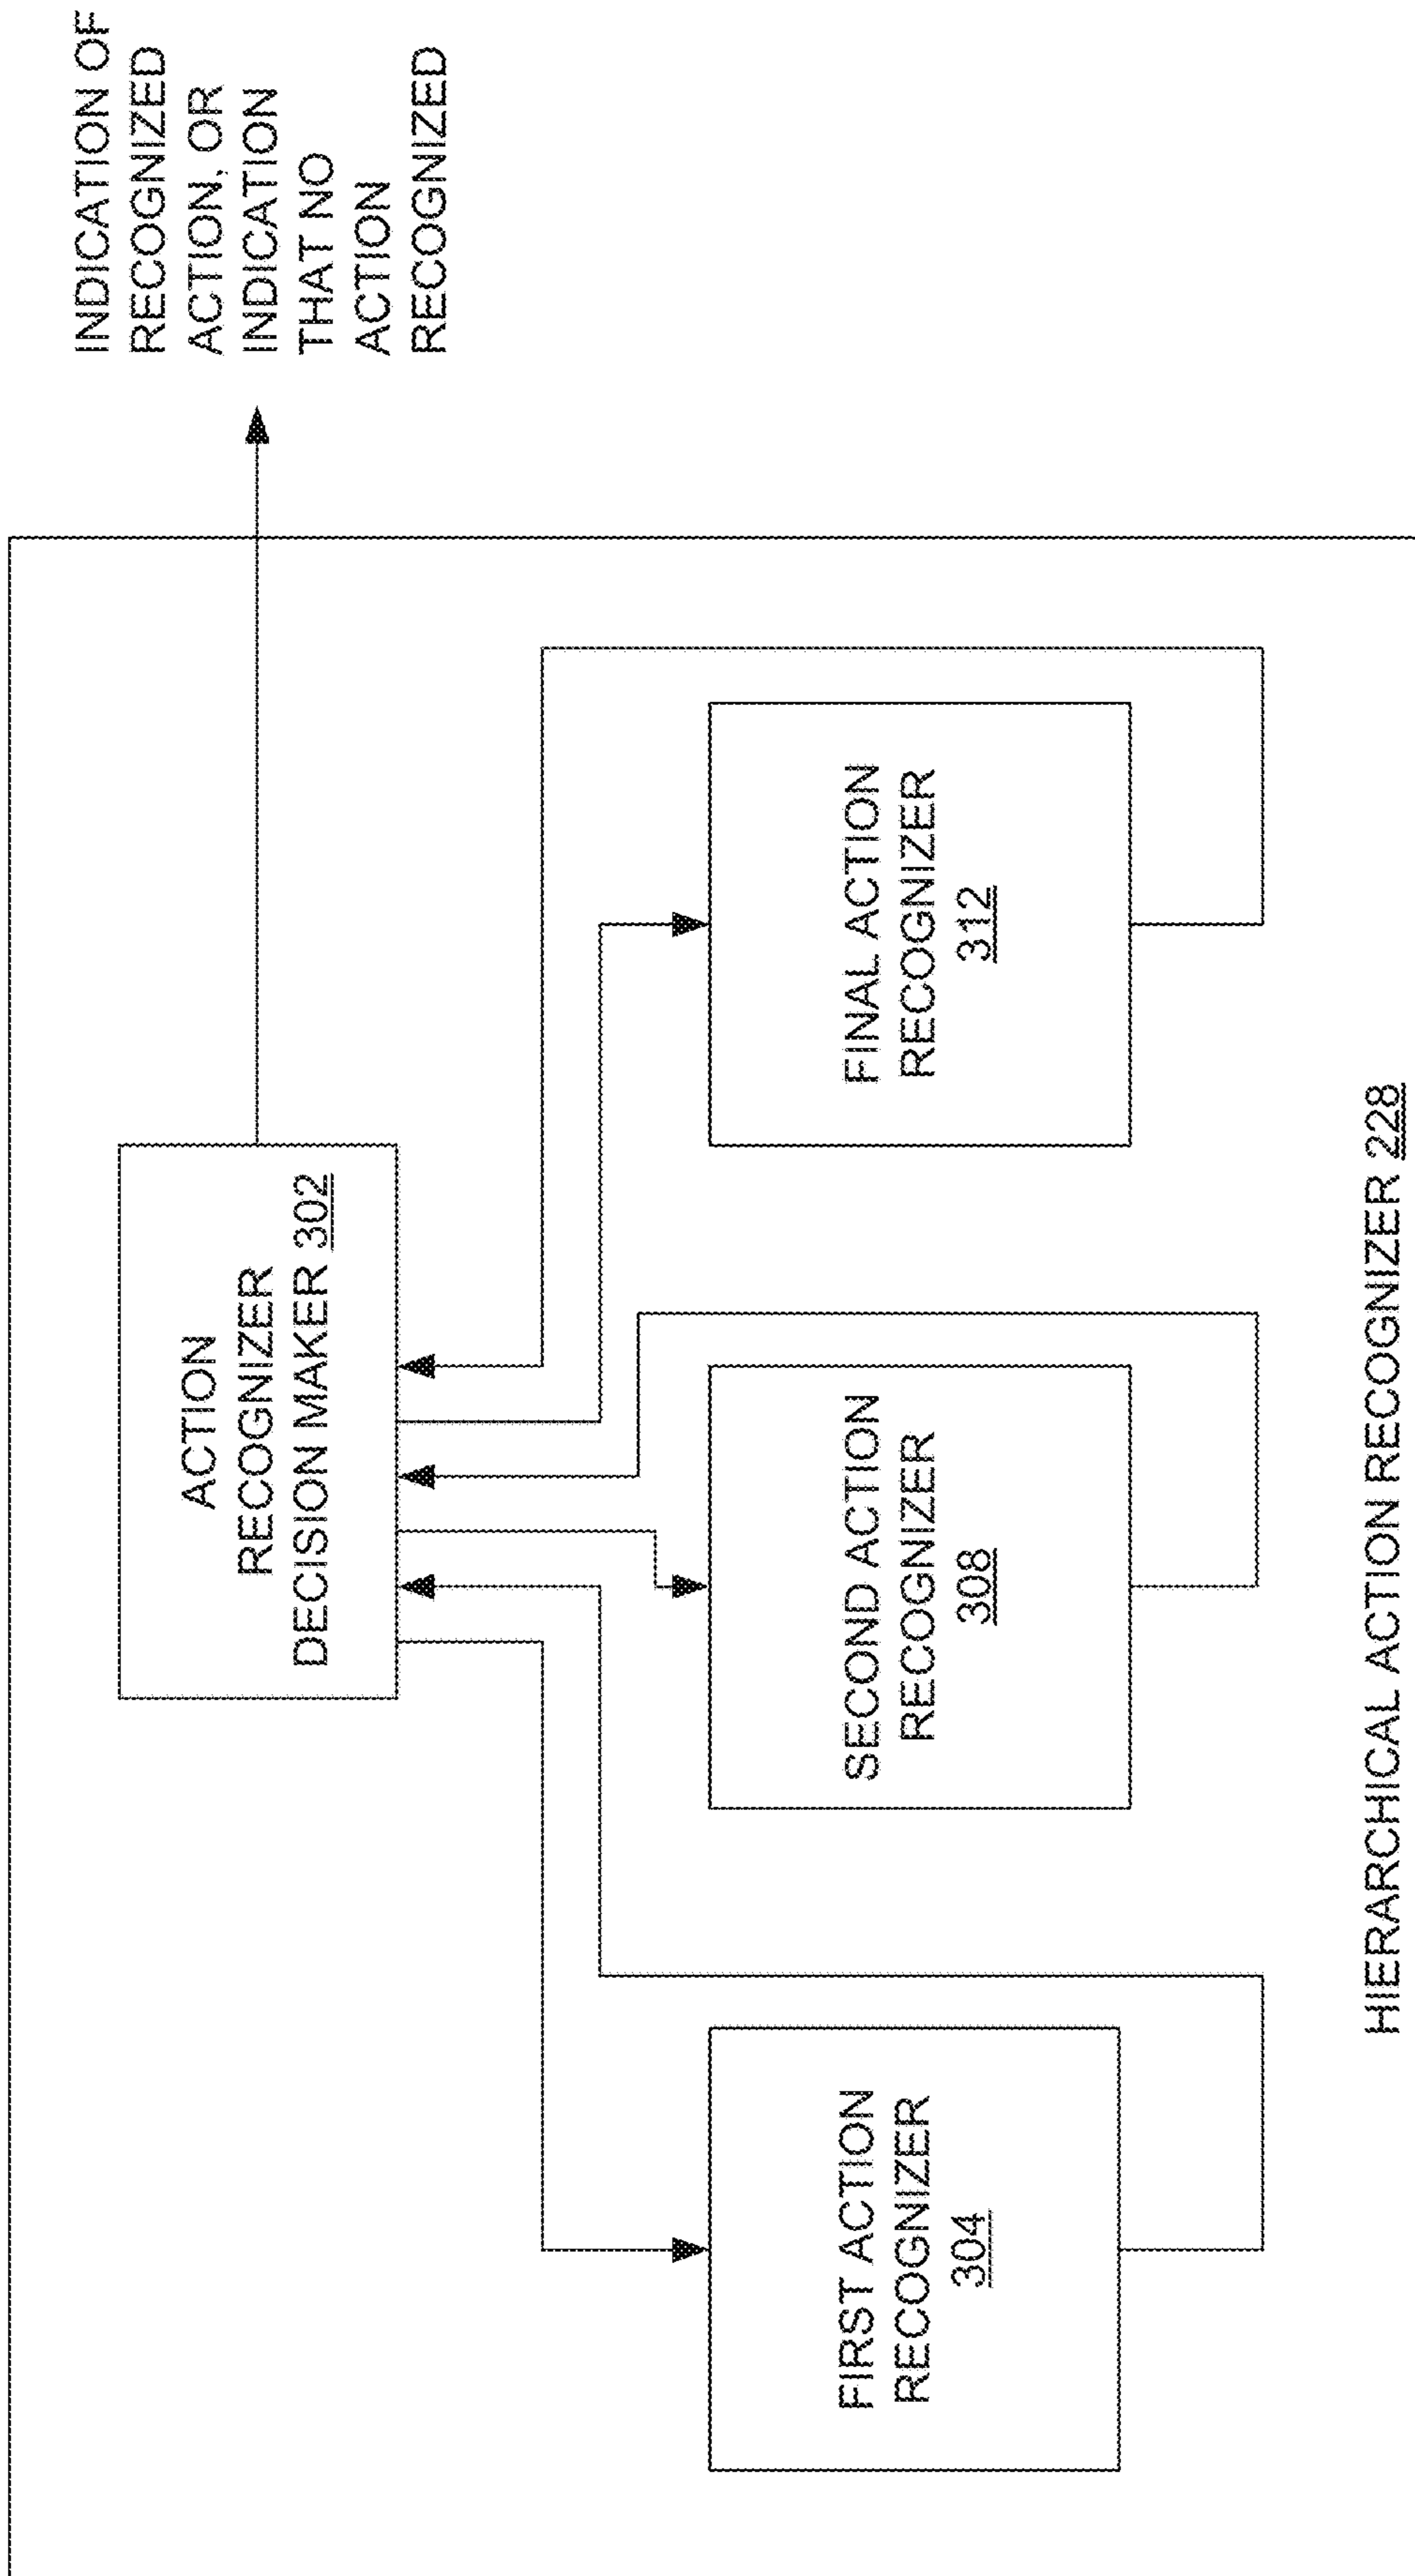 INDICATION OF
RECOGNIZED
ACTION, OR
INDICATION
THAT NO
ACTION
RECOGNIZED
ACTION
RECOGNIZER
DECISION MAKER 302
FIRST ACTION
RECOGNIZER
304
SECOND ACTION
RECOGNIZER
308
FINAL ACTION
RECOGNIZER
312
HIERARCHICAL ACTION RECOGNIZER 228